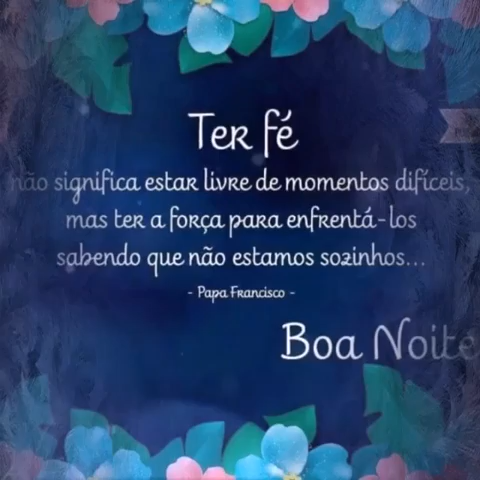 Ter fé
não significa estar livre de momentos difíceis,
mas ter a força para enfrentá-los
sabendo que não estamos sozinhos...
- Papa Francisco -
Boa Noite